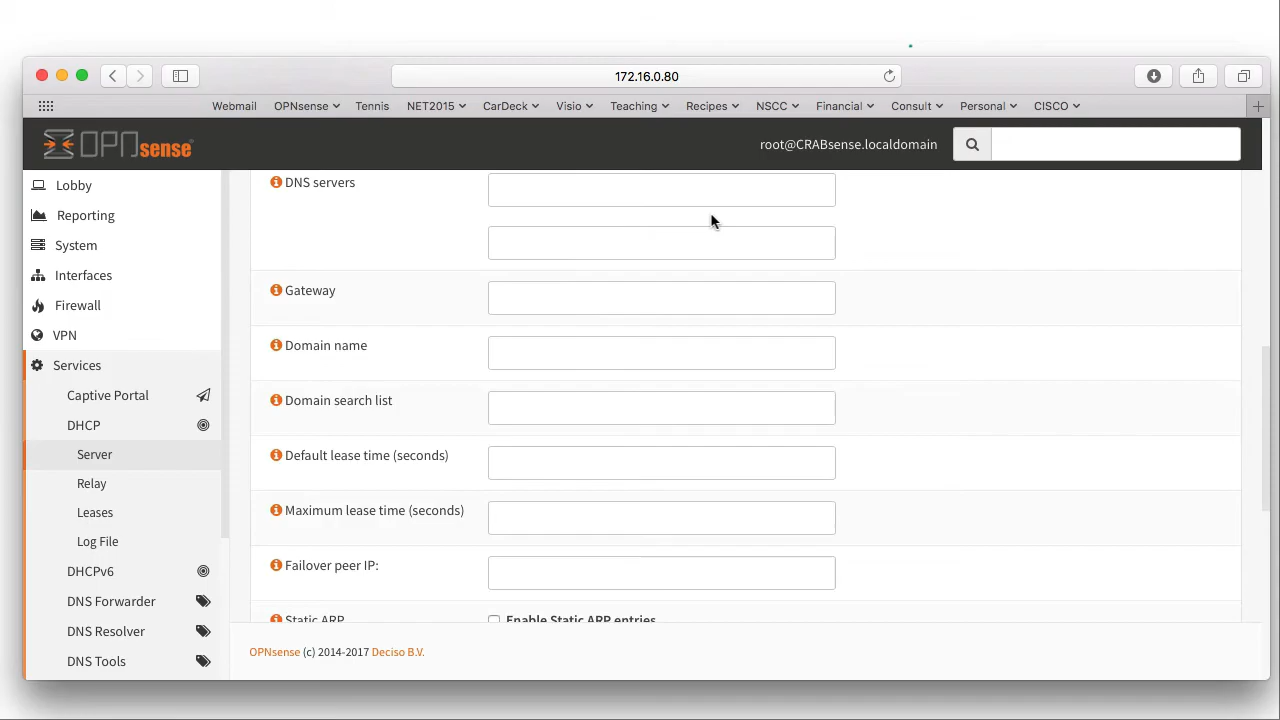 172.16.0.80
Webmail OPNsense Tennis NET2015 CarDeck Visio Teaching Recipes NSCC Financial Consult Personal CISCO
OPNsense root@CRABsense.localdomain
Lobby
Reporting
System
Interfaces
Firewall
VPN
Services
Captive Portal
DHCP
Server
Relay
Leases
Log File
DHCPv6
DNS Forwarder
DNS Resolver
DNS Tools
DNS servers
Gateway
Domain name
Domain search list
Default lease time (seconds)
Maximum lease time (seconds)
Failover peer IP:
Static ARP Enable Static ARP entries
OPNsense (c) 2014-2017 Deciso B.V.